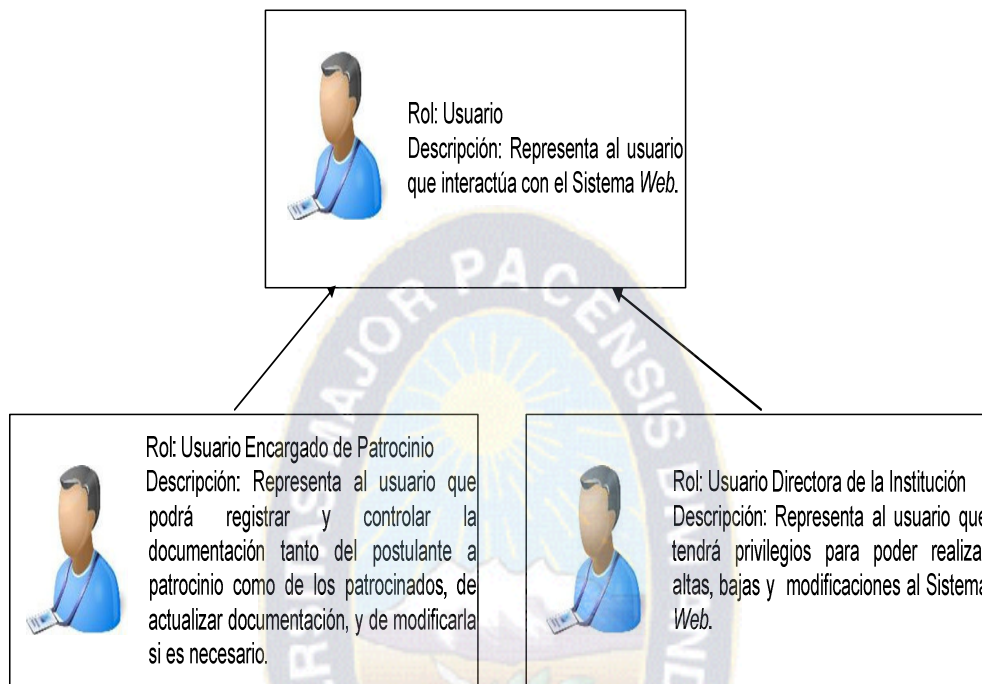 Rol: Usuario
Descripción: Representa al usuario
que interactúa con el Sistema Web.
PACENSIS
MAJOR
Rol: Usuario Encargado de Patrocinio
Descripción: Representa al usuario que
podrá registrar y controlar la
documentación tanto del postulante a
patrocinio como de los patrocinados, de
actualizar documentación, y de modificarla
si es necesario.
Rol: Usuario Directora de la Institución
Descripción: Representa al usuario que
tendrá privilegios para poder realiza
altas, bajas y modificaciones al Sistema
Web.